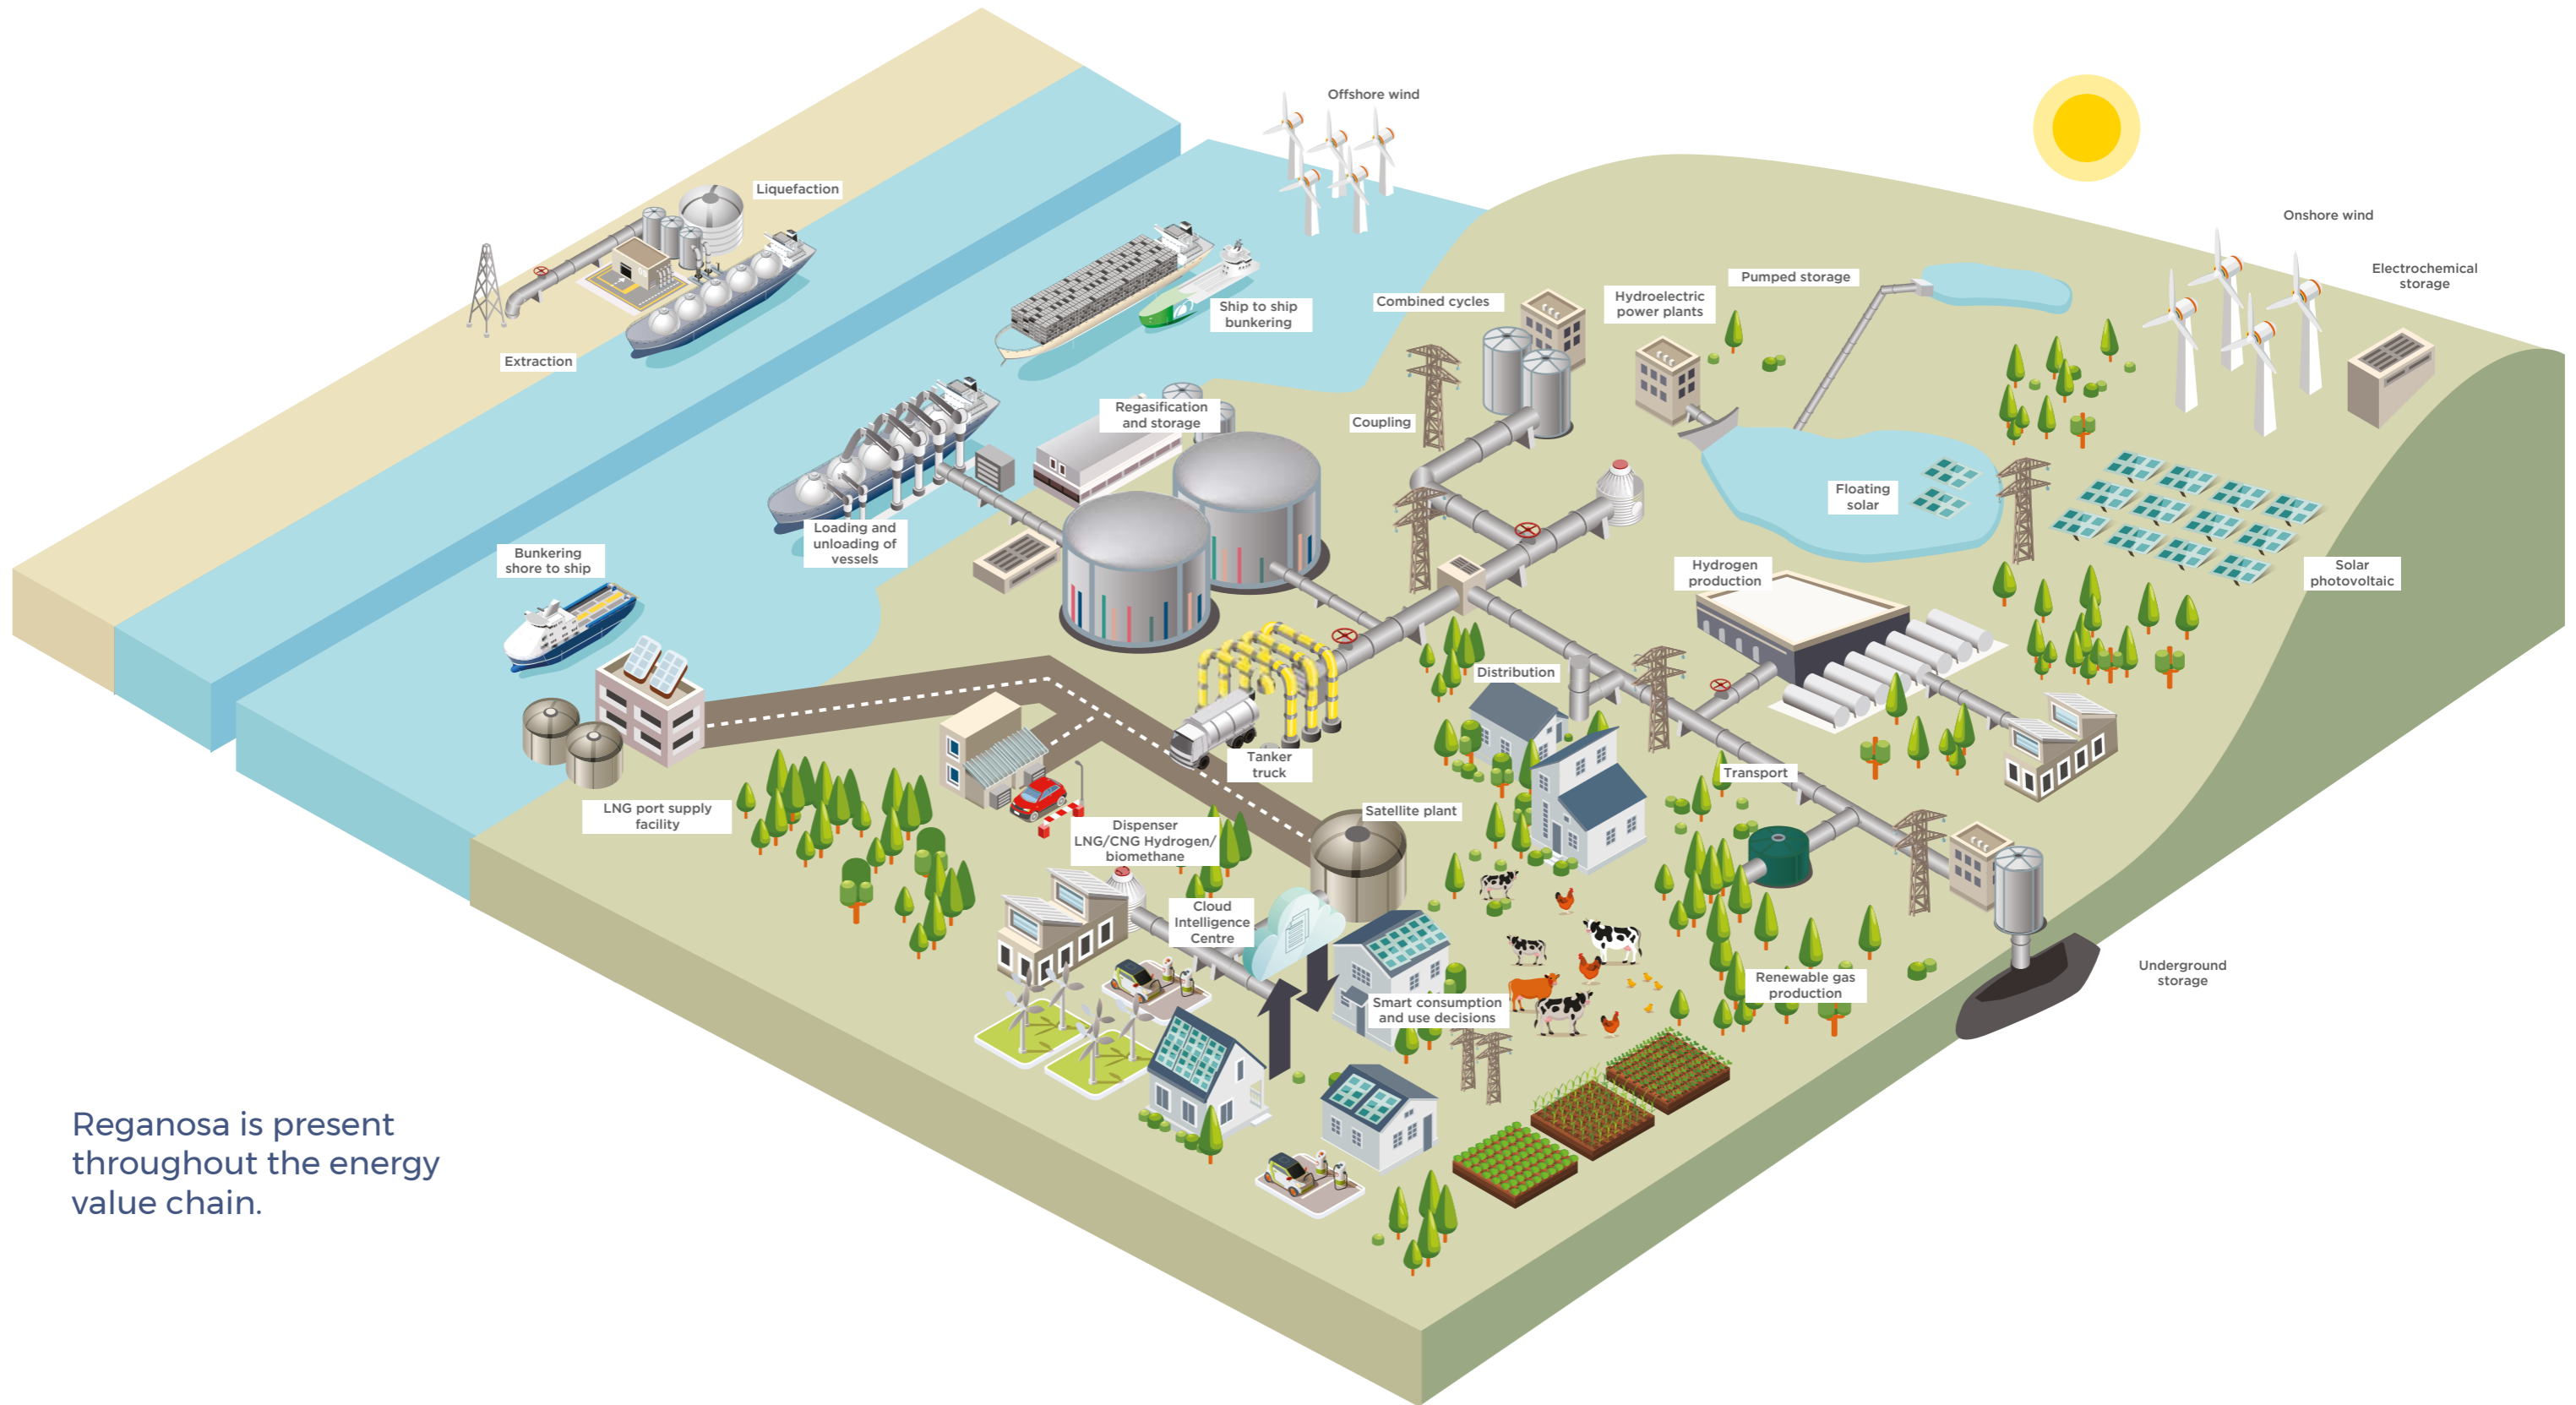 Offshore wind
Liquefaction
Onshore wind
Electrochemical
storage
Pumped storage
Combined cycles
Hydroelectric
power plants
Ship to ship
bunkering
Extraction
Regasification
and storage
Coupling
Floating
solar
Loading and
unloading of
vessels
Bunkering
shore to ship
Hydrogen
production
Solar
photovoltaic
Distribution
Tanker
truck
Transport
LNG port supply
facility
Satellite plant
Dispenser
LNG/CNG Hydrogen/
biomethane
Cloud
Intelligence
Centre
Renewable gas
production
Underground
storage
Smart consumption
and use decisions
Reganosa is present
throughout the energy
value chain.